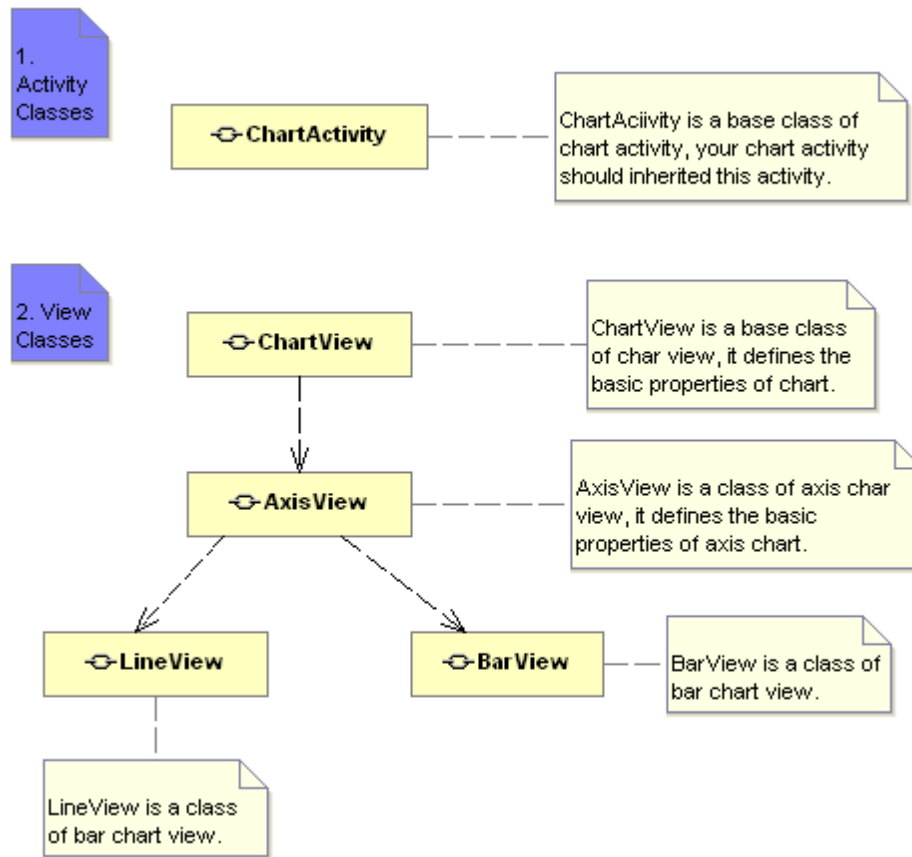 1.
Activity
Classes
ChartActivity
ChartAciivity is a base class of
chart activity, your chart activity
should inherited this activity.
2. View
Classes
ChartView
ChartView is a base class
of char view, it defines the
basic properties of chart.
AxisView
AxisView is a class of axis char
view, it defines the basic
properties of axis chart.
LineView
BarView
BarView is a class of
bar chart view.
LineView is a class
of bar chart view.